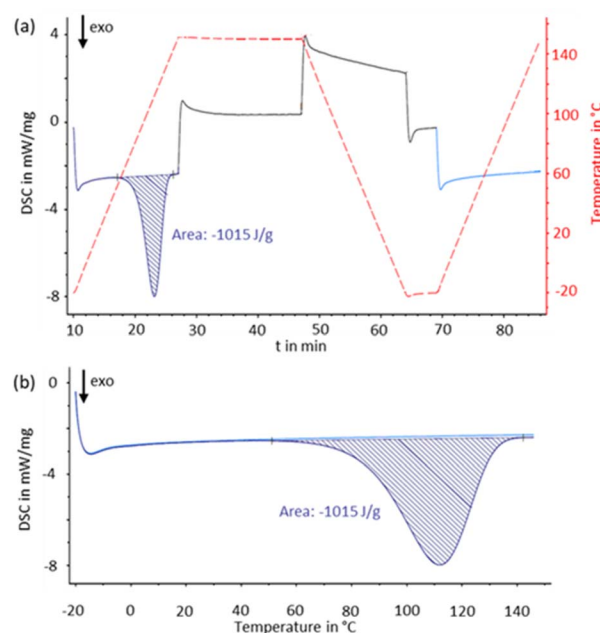 (a)
exo
4
0
-4
-8
DSC in mW/mg
140
100
60
20
-20
Temperature in °C
Area: -1015 J/g
10 20 30 40 50 60 70 80
t in min
(b)
exo
0
-4
-8
DSC in mW/mg
Area: -1015 J/g
-20 0 20 40 60 80 100 120 140
Temperature in °C